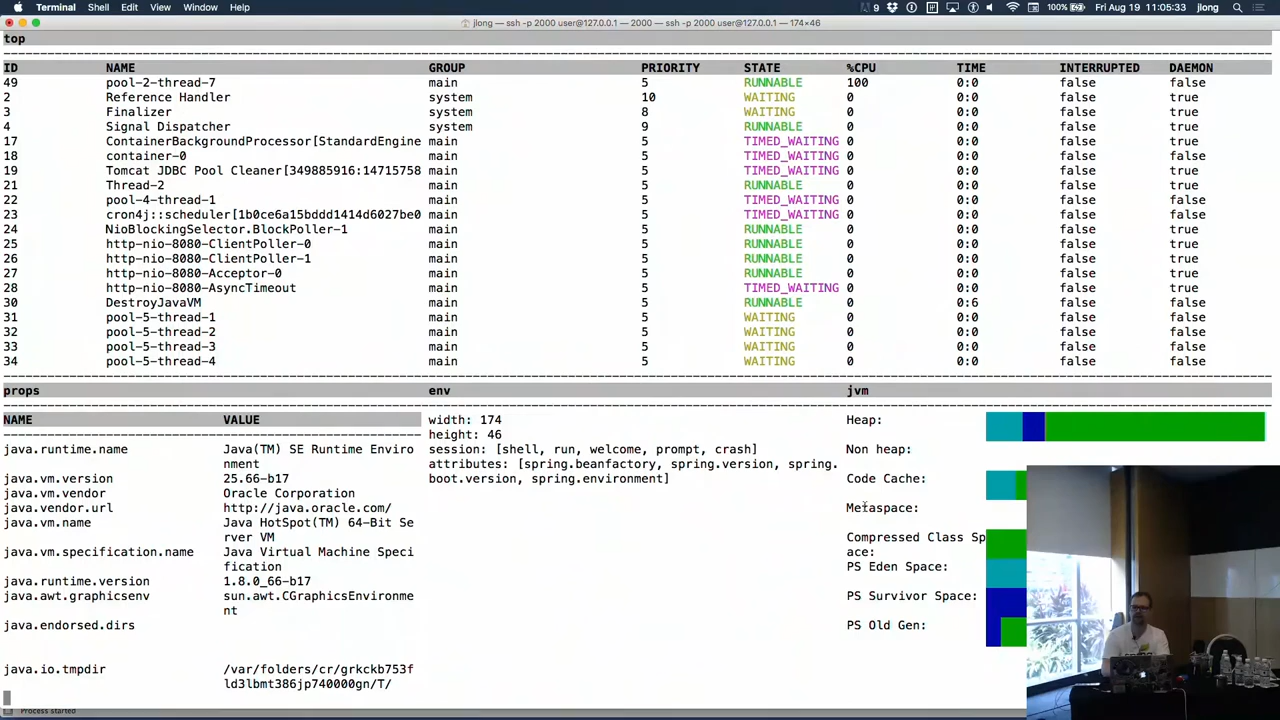 Terminal Shell Edit View Window Help 9 100% Fri Aug 19 11:05:33 jlong
jlong — ssh -p 2000 user@127.0.0.1 — 2000 — ssh -p 2000 user@127.0.0.1 — 174×46
top
ID NAME GROUP PRIORITY STATE %CPU TIME INTERRUPTED DAEMON
49 pool-2-thread-7 main 5 RUNNABLE 100 0:0 false false
2 Reference Handler system 10 WAITING 0 0:0 false true
3 Finalizer system 8 WAITING 0 0:0 false true
4 Signal Dispatcher system 9 RUNNABLE 0 0:0 false true
17 ContainerBackgroundProcessor[StandardEngine main 5 TIMED_WAITING 0 0:0 false true
18 container-0 main 5 TIMED_WAITING 0 0:0 false false
19 Tomcat JDBC Pool Cleaner[349885916:14715758 main 5 TIMED_WAITING 0 0:0 false true
21 Thread-2 main 5 RUNNABLE 0 0:0 false true
22 pool-4-thread-1 main 5 TIMED_WAITING 0 0:0 false false
23 cron4j::scheduler[1b0ce6a15bddd1414d6027be0 main 5 TIMED_WAITING 0 0:0 false true
24 NioBlockingSelector.BlockPoller-1 main 5 RUNNABLE 0 0:0 false true
25 http-nio-8080-ClientPoller-0 main 5 RUNNABLE 0 0:0 false true
26 http-nio-8080-ClientPoller-1 main 5 RUNNABLE 0 0:0 false true
27 http-nio-8080-Acceptor-0 main 5 RUNNABLE 0 0:0 false true
28 http-nio-8080-AsyncTimeout main 5 TIMED_WAITING 0 0:0 false true
30 DestroyJavaVM main 5 RUNNABLE 0 0:6 false false
31 pool-5-thread-1 main 5 WAITING 0 0:0 false false
32 pool-5-thread-2 main 5 WAITING 0 0:0 false false
33 pool-5-thread-3 main 5 WAITING 0 0:0 false false
34 pool-5-thread-4 main 5 WAITING 0 0:0 false false
props env jvm
NAME VALUE
java.runtime.name Java(TM) SE Runtime Enviro
nment
java.vm.version 25.66-b17
java.vm.vendor Oracle Corporation
java.vendor.url http://java.oracle.com/
java.vm.name Java HotSpot(TM) 64-Bit Se
rver VM
java.vm.specification.name Java Virtual Machine Speci
fication
java.runtime.version 1.8.0_66-b17
java.awt.graphicsenv sun.awt.CGraphicsEnvironme
nt
java.endorsed.dirs
java.io.tmpdir /var/folders/cr/grkckb753f
ld3lbmt386jp740000gn/T/
width: 174
height: 46
session: [shell, run, welcome, prompt, crash]
attributes: [spring.beanfactory, spring.version, spring.
boot.version, spring.environment]
Heap:
Non heap:
Code Cache:
Metaspace:
Compressed Class Sp
ace:
PS Eden Space:
PS Survivor Space:
PS Old Gen:
Process started